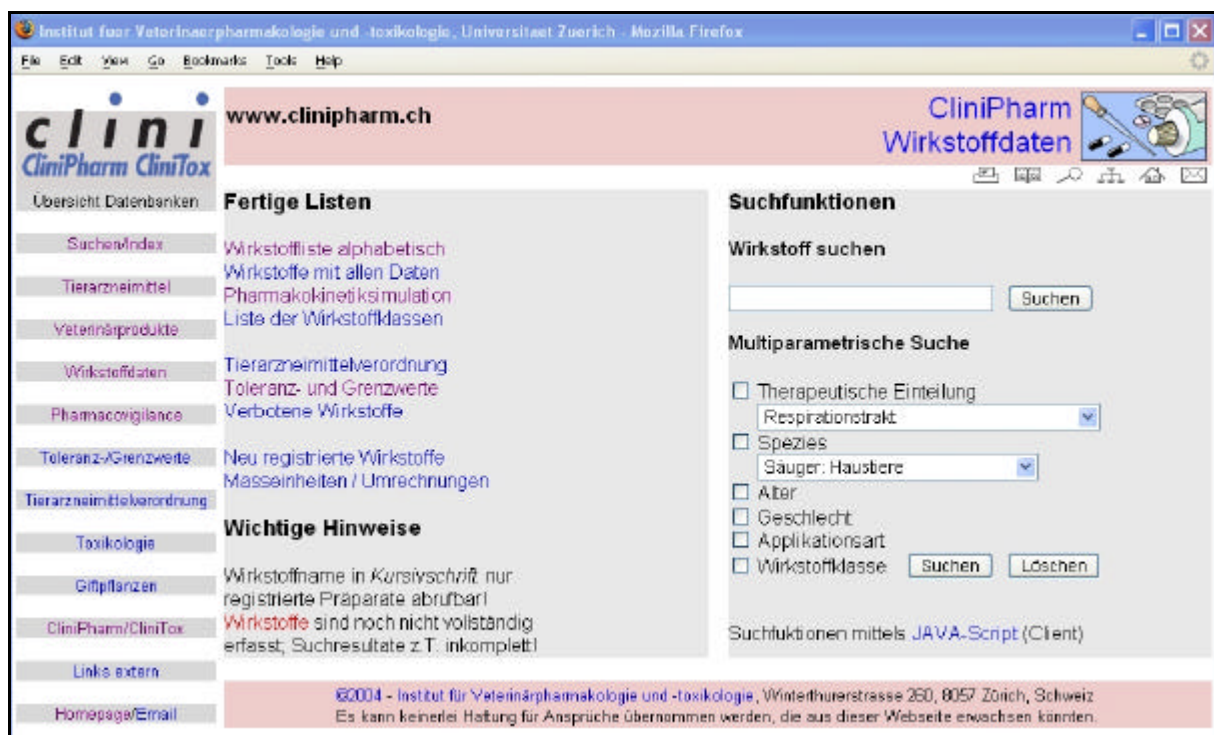 Institut fuer Veterinaerpharmakologie und -toxikologie, Universitaet Zuerich - Mozilla Firefox
File Edit View Go Bookmarks Tools Help
clini
CliniPharm CliniTox
www.clinipharm.ch
CliniPharm
Wirkstoffdaten
Übersicht Datenbanken
Suchen/Index
Tierarzneimittel
Veterinärprodukte
Wirkstoffdaten
Pharmacovigilance
Toleranz-/Grenzwerte
Tierarzneimittelverordnung
Toxikologie
Giftpflanzen
CliniPharm/CliniTox
Links extern
Homepage/Email
Fertige Listen
Wirkstoffliste alphabetisch
Wirkstoffe mit allen Daten
Pharmakokinetiksimulation
Liste der Wirkstoffklassen
Tierarzneimittelverordnung
Toleranz- und Grenzwerte
Verbotene Wirkstoffe
Neu registrierte Wirkstoffe
Masseinheiten / Umrechnungen
Wichtige Hinweise
Wirkstoffname in Kursivschrift nur
registrierte Präparate abrufbar!
Wirkstoffe sind noch nicht vollständig
erfasst; Suchresultate z.T. inkomplett!
Suchfunktionen
Wirkstoff suchen
Suchen
Multiparametrische Suche
Therapeutische Einteilung
Respirationstrakt
Spezies
Säuger: Haustiere
Alter
Geschlecht
Applikationsart
Wirkstoffklasse Suchen Löschen
Suchfuktionen mittels JAVA-Script (Client)
©2004 - Institut für Veterinärpharmakologie und -toxikologie, Winterthurerstrasse 260, 8057 Zürich, Schweiz
Es kann keinerlei Haftung für Ansprüche übernommen werden, die aus dieser Webseite erwachsen könnten.